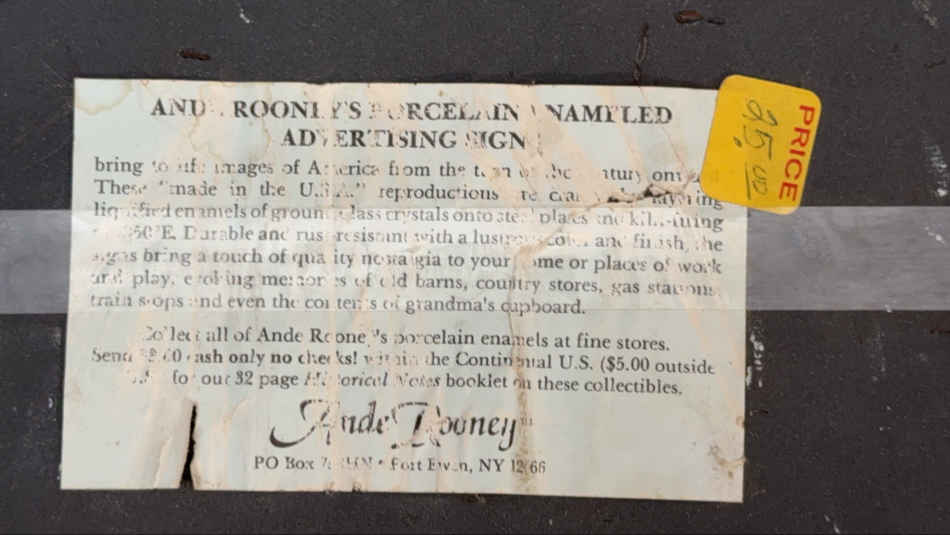 ROONEY'S PORCELAIN ENAMELED
ADVERTISING SIGN
bring to life images of America from the turn of the century on
These "made in the U.S.A." reproductions
liquified enamels of ground glass crystals onto steel plates and kiln-firing
Durable and rust-resistant with a lustrous color and finish, the
signs bring a touch of quality nostalgia to your home or places of work
and play, evoking memories of old barns, country stores, gas stations,
train stops and even the contents of grandma's cupboard.
Collect all of Ande Rooney's porcelain enamels at fine stores.
Send cash only no checks! within the Continental U.S. ($5.00 outside
for our 32 page Historical Notes booklet on these collectibles.
Ande Rooney
PO Box • Port Ewen, NY
PRICE
25.00